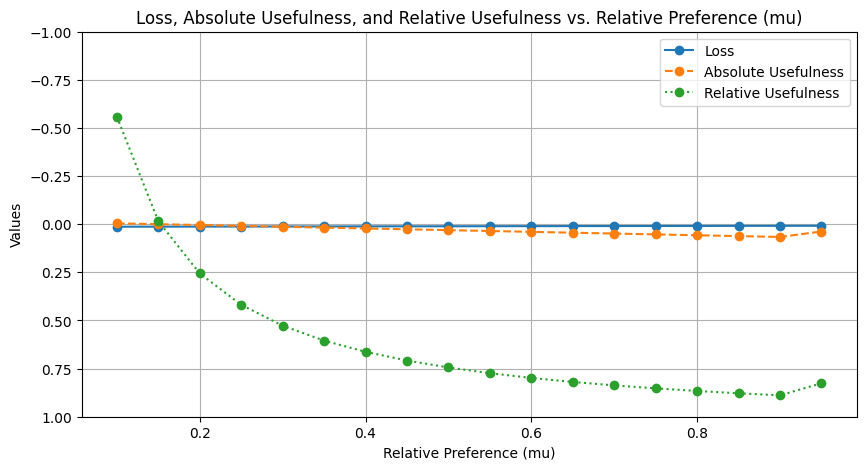 Loss, Absolute Usefulness, and Relative Usefulness vs. Relative Preference (mu)
Loss
Absolute Usefulness
Relative Usefulness
Values
−1.00
−0.75
−0.50
−0.25
0.00
0.25
0.50
0.75
1.00
0.2 0.4 0.6 0.8
Relative Preference (mu)